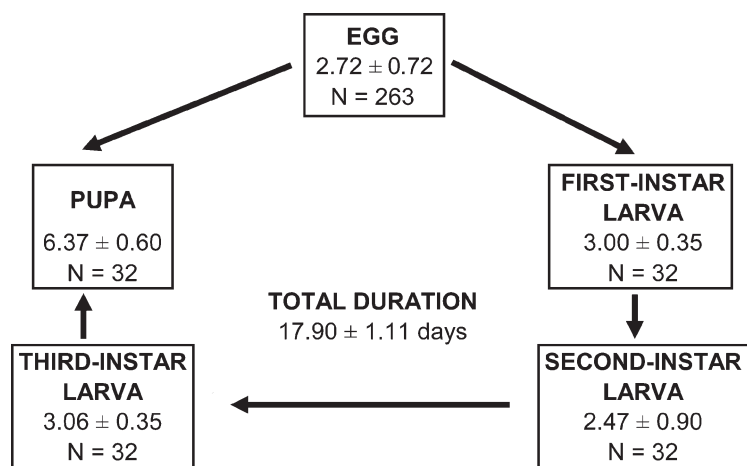 EGG
2.72 ± 0.72
N = 263
PUPA
6.37 ± 0.60
N = 32
FIRST-INSTAR
LARVA
3.00 ± 0.35
N = 32
TOTAL DURATION
17.90 ± 1.11 days
THIRD-INSTAR
LARVA
3.06 ± 0.35
N = 32
SECOND-INSTAR
LARVA
2.47 ± 0.90
N = 32